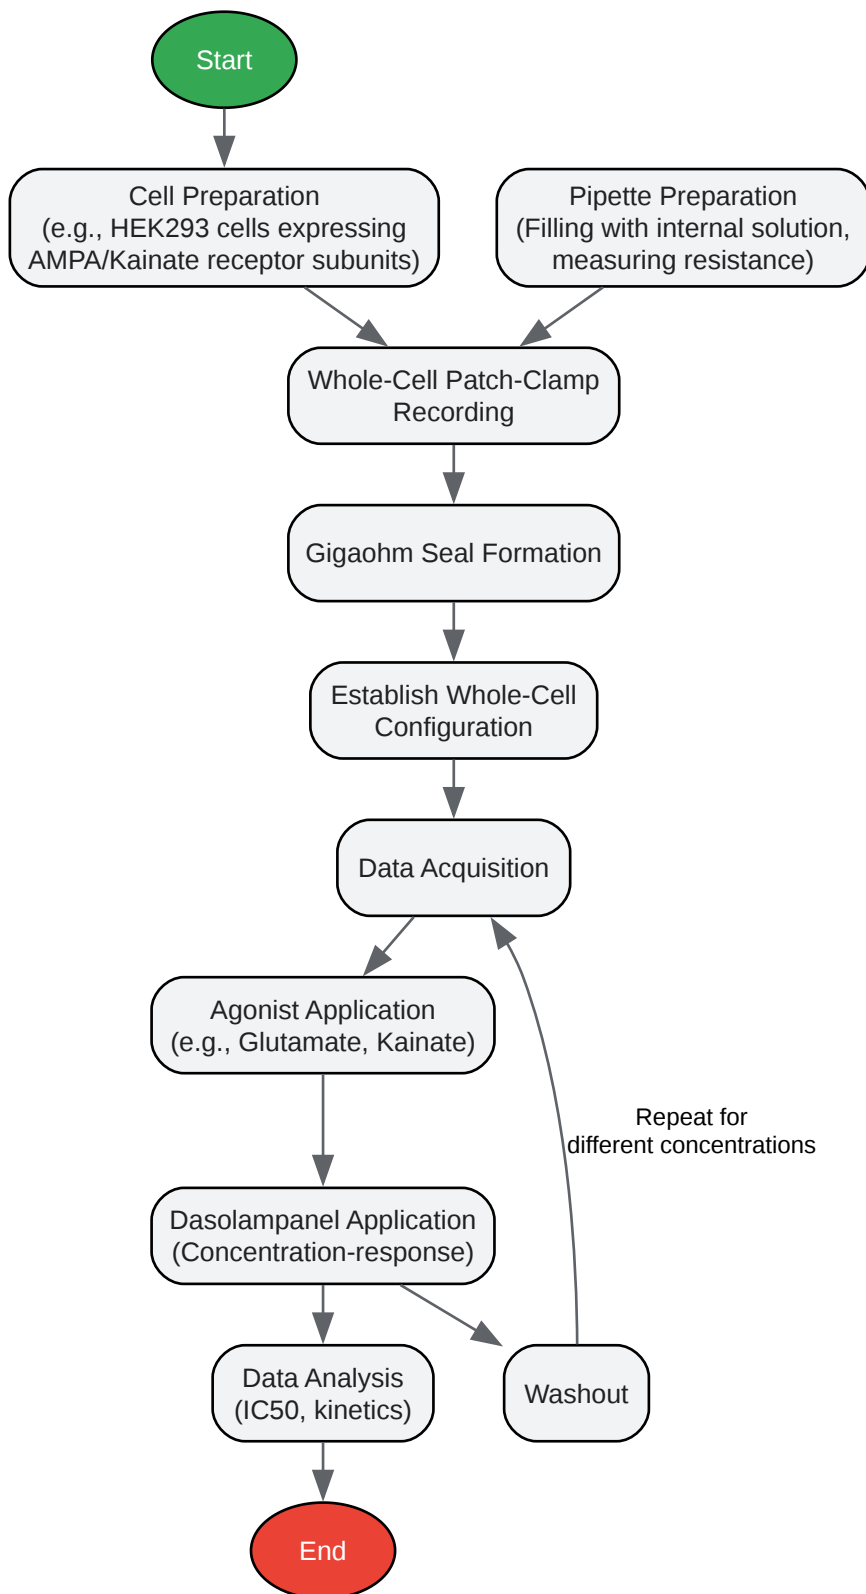 Start
Cell Preparation
(e.g., HEK293 cells expressing
AMPA/Kainate receptor subunits)
Pipette Preparation
(Filling with internal solution,
measuring resistance)
Whole-Cell Patch-Clamp
Recording
Gigaohm Seal Formation
Establish Whole-Cell
Configuration
Data Acquisition
Agonist Application
(e.g., Glutamate, Kainate)
Repeat for
different concentrations
Dasolampanel Application
(Concentration-response)
Data Analysis
(IC50, kinetics)
Washout
End